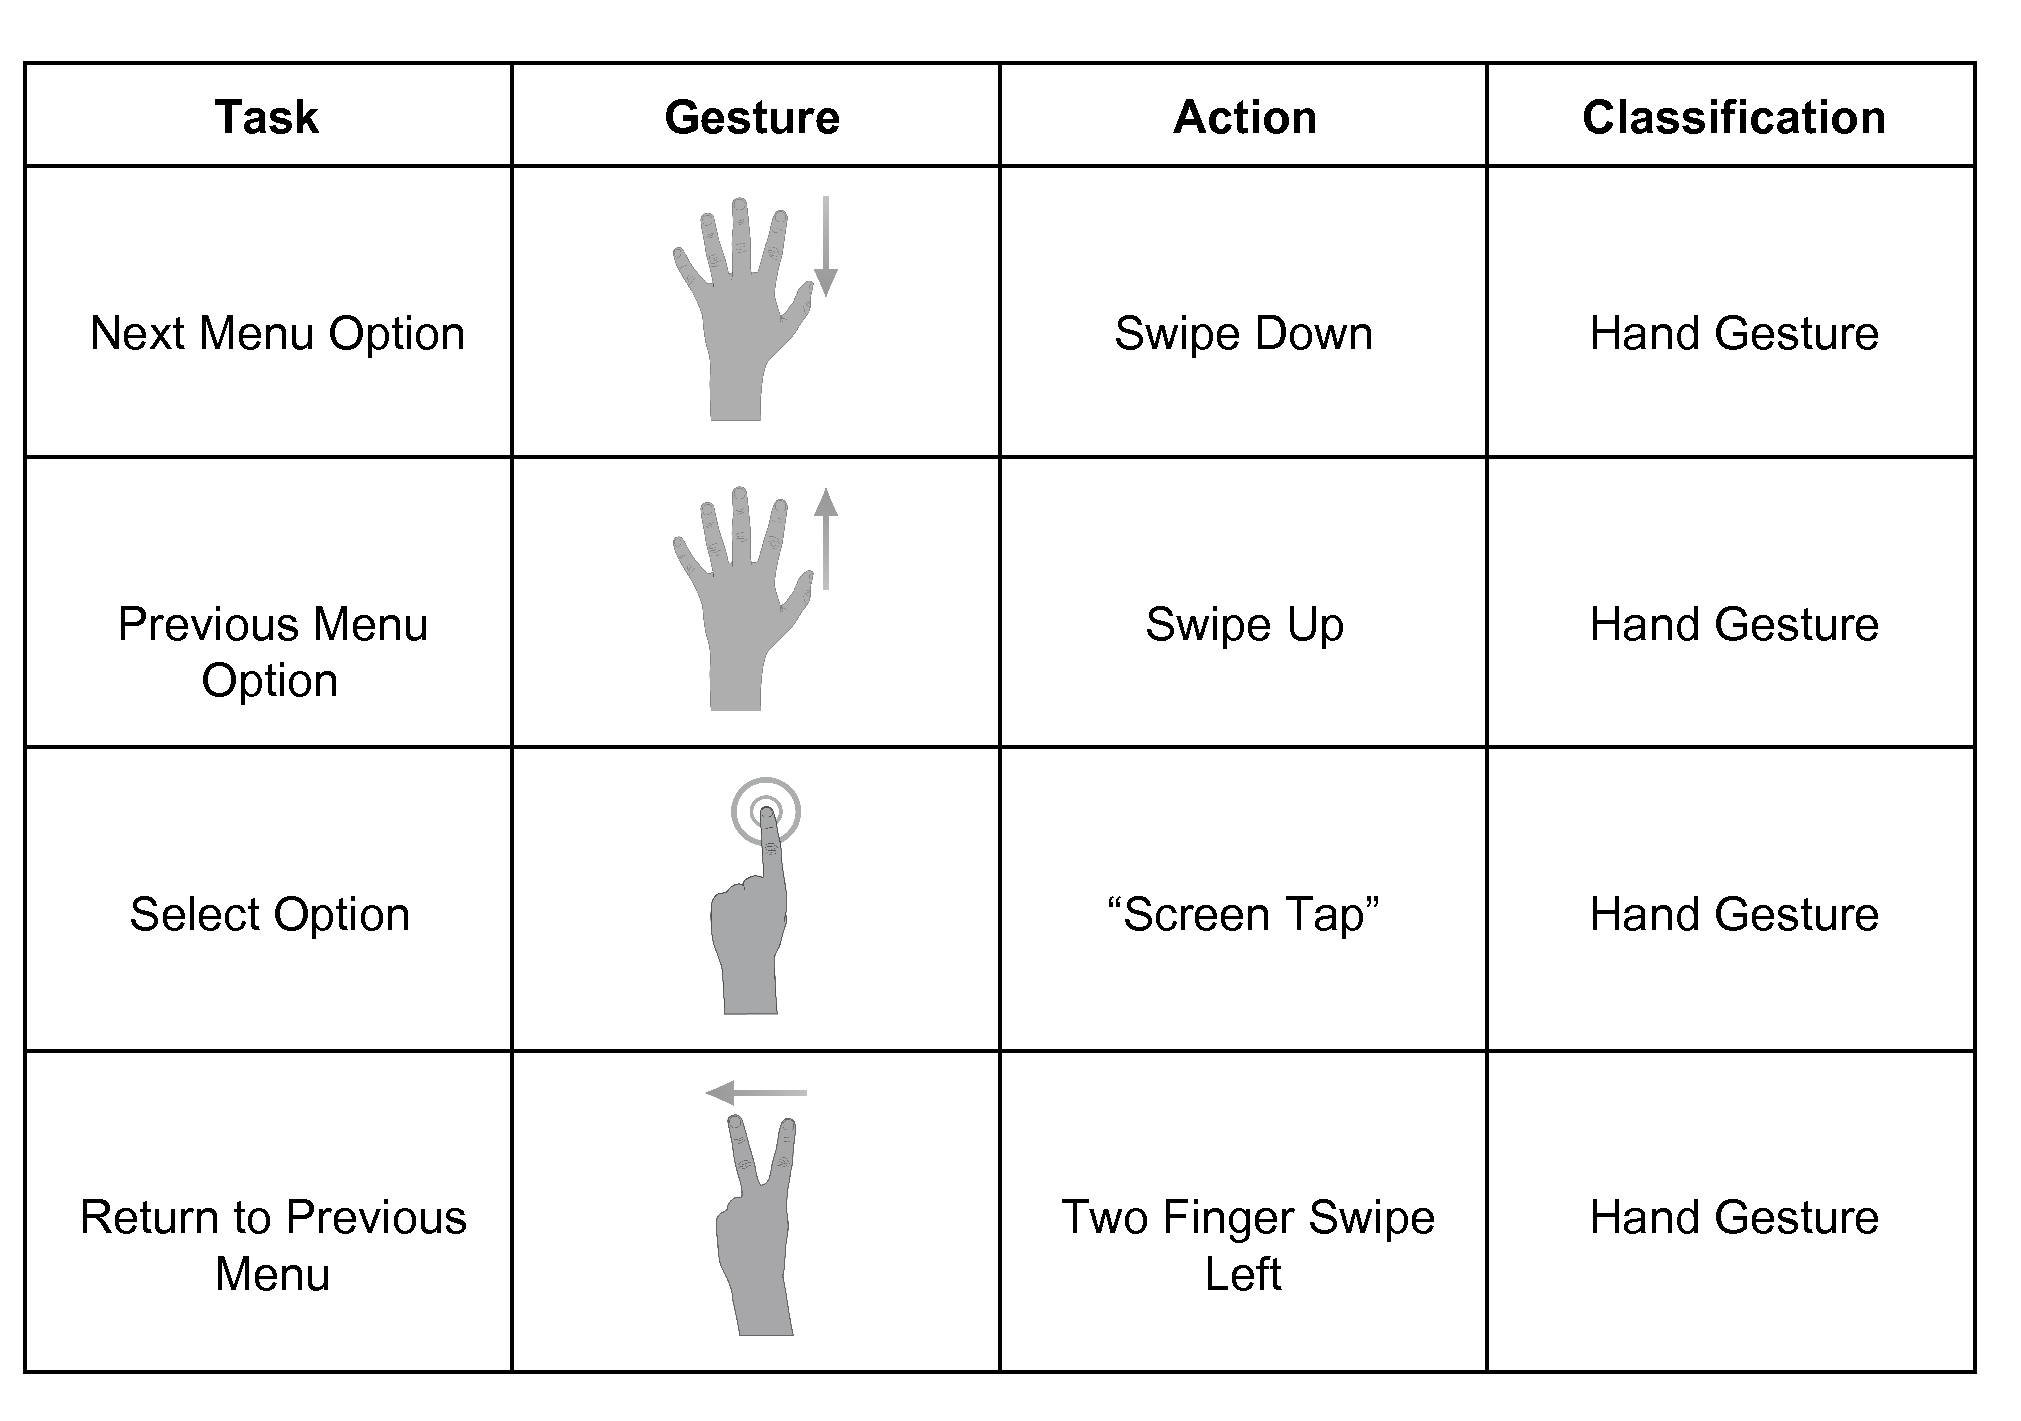 Task Gesture Action Classification
Next Menu Option Swipe Down Hand Gesture
Previous Menu Swipe Up Hand Gesture
Option
Select Option “Screen Tap” Hand Gesture
Return to Previous Two Finger Swipe Hand Gesture
Menu Left